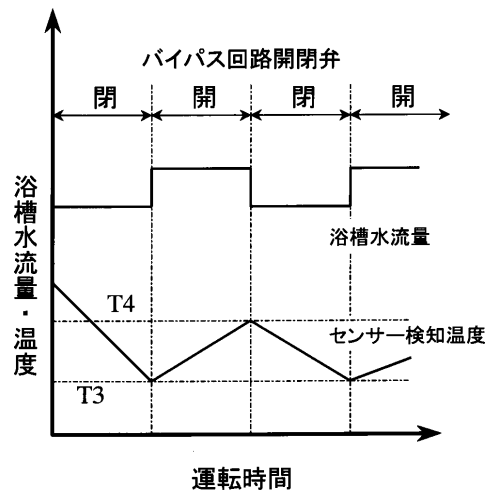 バイパス回路開閉弁
閉 開 閉 開
浴槽水流量・温度
浴槽水流量
T4
センサー検知温度
T3
運転時間